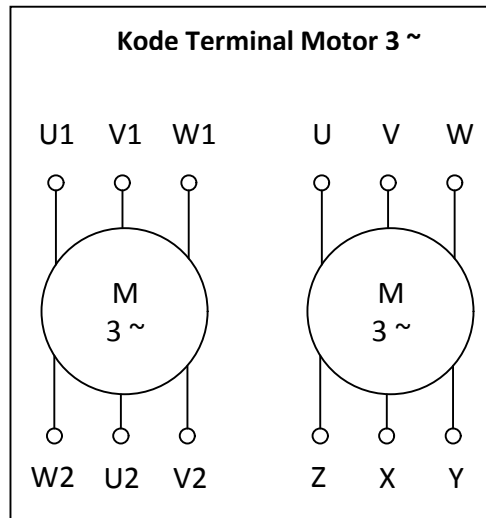 Kode Terminal Motor 3 ~
U1 V1 W1 U V W
M M
3 ~ 3 ~
W2 U2 V2 Z X Y